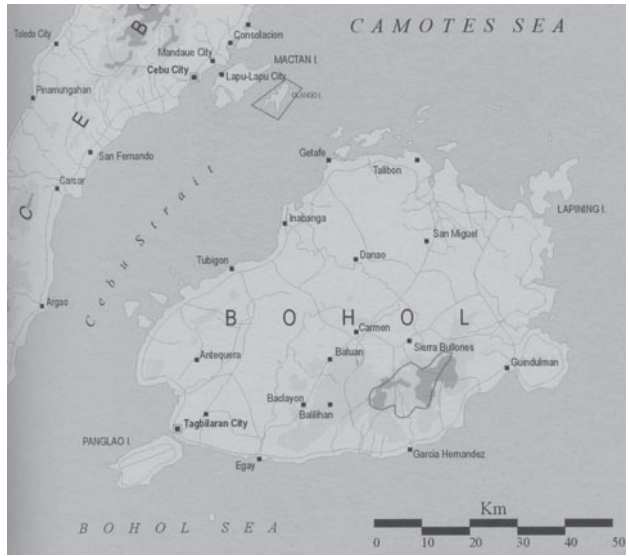 CAMOTES SEA
B
Toledo City
Consolacion
Mandaue City
MACTAN I.
Cebu City
Lapu-Lapu City
OLANGO I.
Pinamungahan
E
San Fernando
Getafe
Talibon
Carcar
C
LAPINING I.
Cebu Strait
Inabanga
San Miguel
Danao
Tubigon
Argao
BOHOL
Carmen
Sierra Bullones
Antequera
Batuan
Guindulman
Baclayon
Balilihan
Tagbilaran City
PANGLAO I.
Egay
Garcia Hernandez
BOHOL SEA
Km
0 10 20 30 40 50